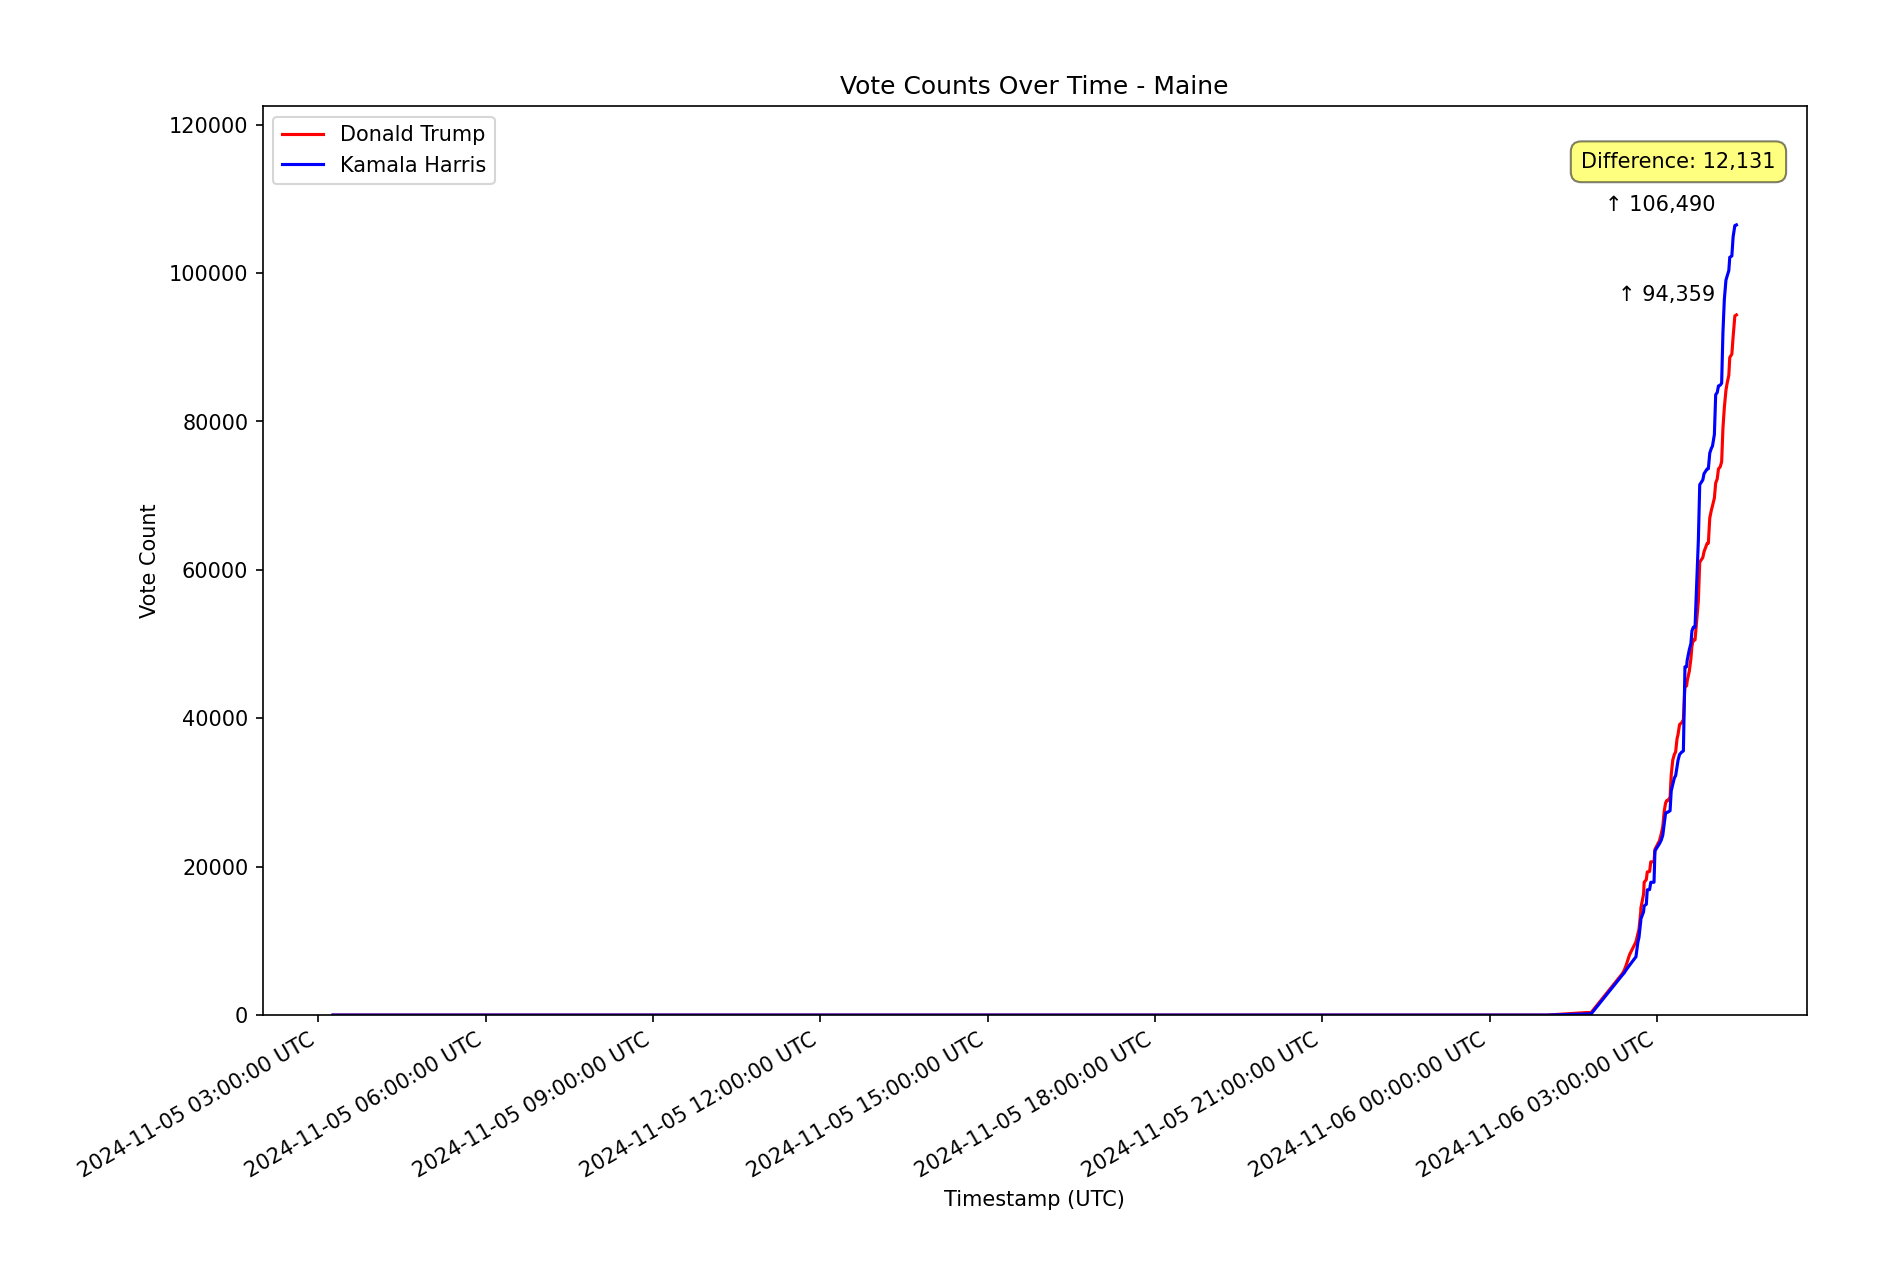 Vote Counts Over Time - Maine
Donald Trump
Kamala Harris
Difference: 12,131
↑ 106,490
↑ 94,359
120000
100000
80000
60000
40000
20000
0
Vote Count
2024-11-05 03:00:00 UTC
2024-11-05 06:00:00 UTC
2024-11-05 09:00:00 UTC
2024-11-05 12:00:00 UTC
2024-11-05 15:00:00 UTC
2024-11-05 18:00:00 UTC
2024-11-05 21:00:00 UTC
2024-11-06 00:00:00 UTC
2024-11-06 03:00:00 UTC
Timestamp (UTC)